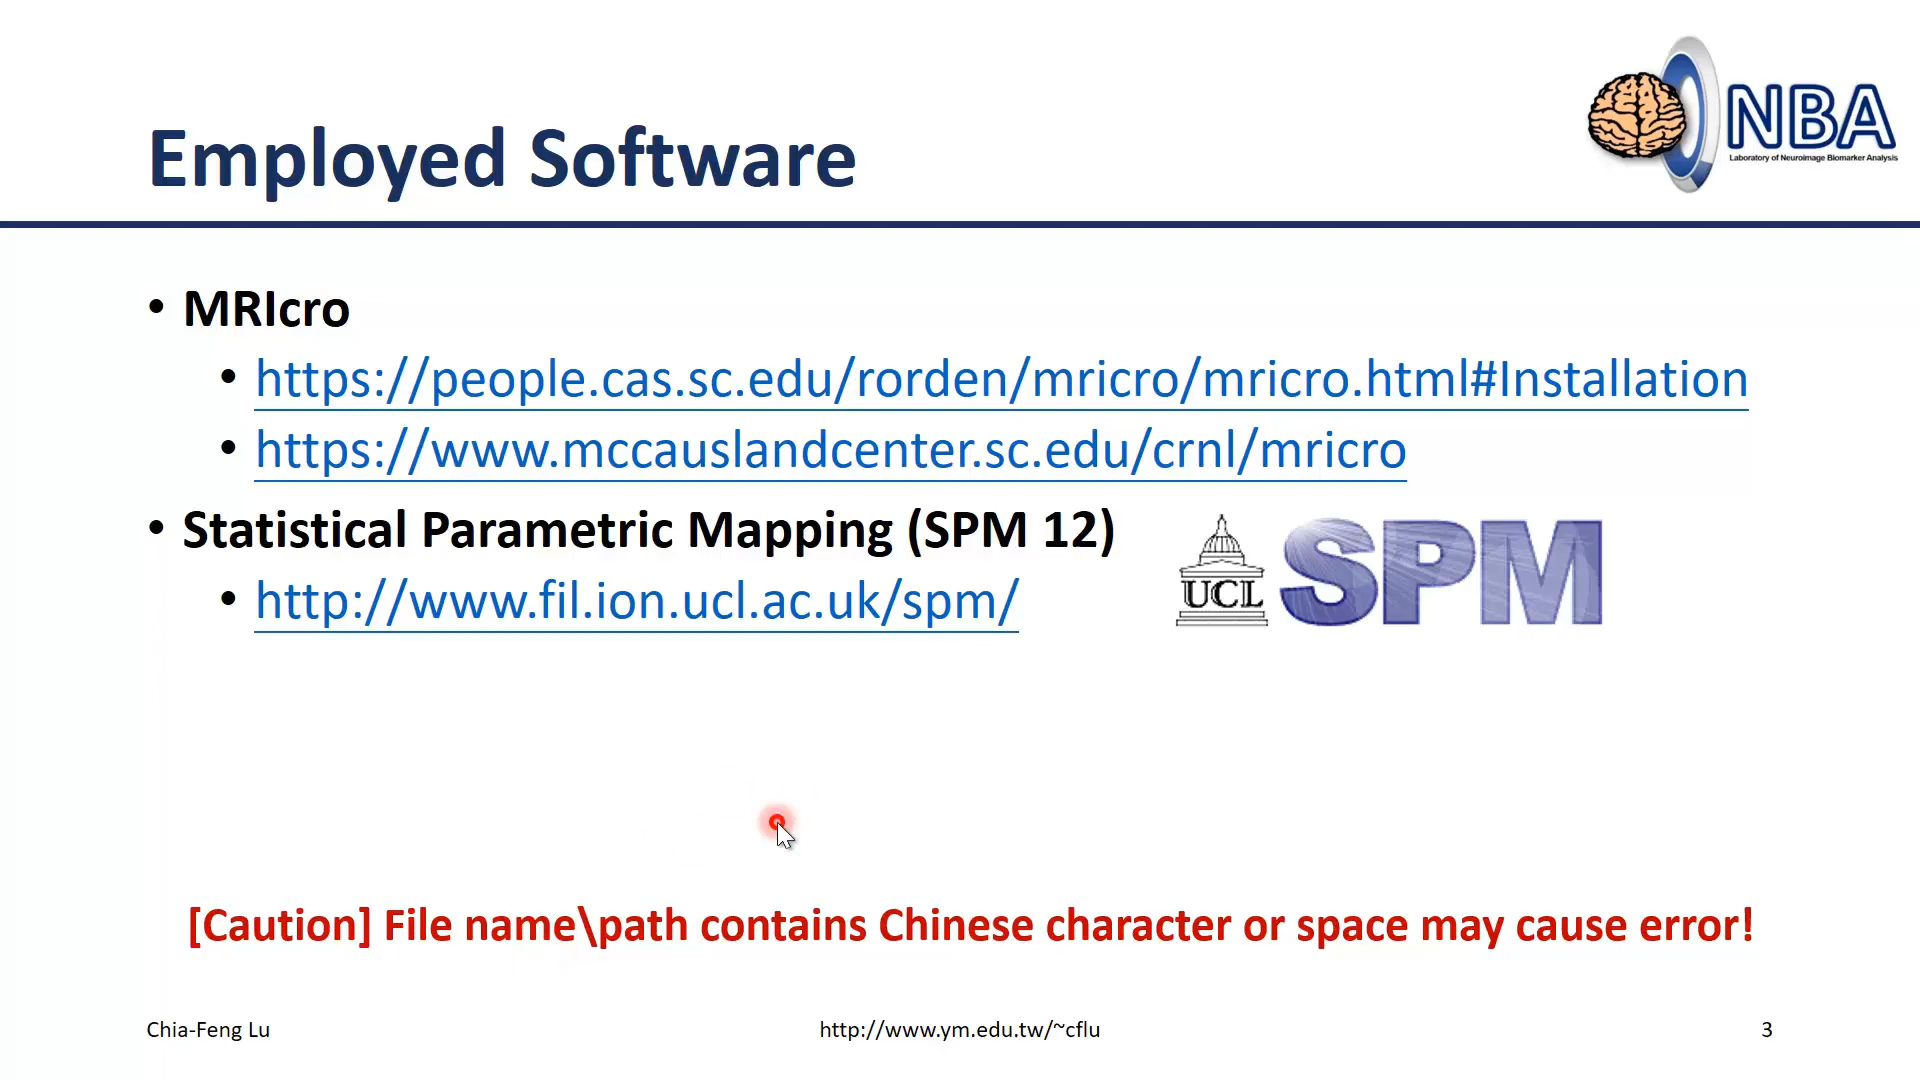 NBA
Laboratory of Neuroimage Biomarker Analysis
Employed Software
• MRIcro
• https://people.cas.sc.edu/rorden/mricro/mricro.html#Installation
• https://www.mccauslandcenter.sc.edu/crnl/mricro
• Statistical Parametric Mapping (SPM 12)
• http://www.fil.ion.ucl.ac.uk/spm/
UCL SPM
[Caution] File name\path contains Chinese character or space may cause error!
Chia-Feng Lu
http://www.ym.edu.tw/~cflu
3